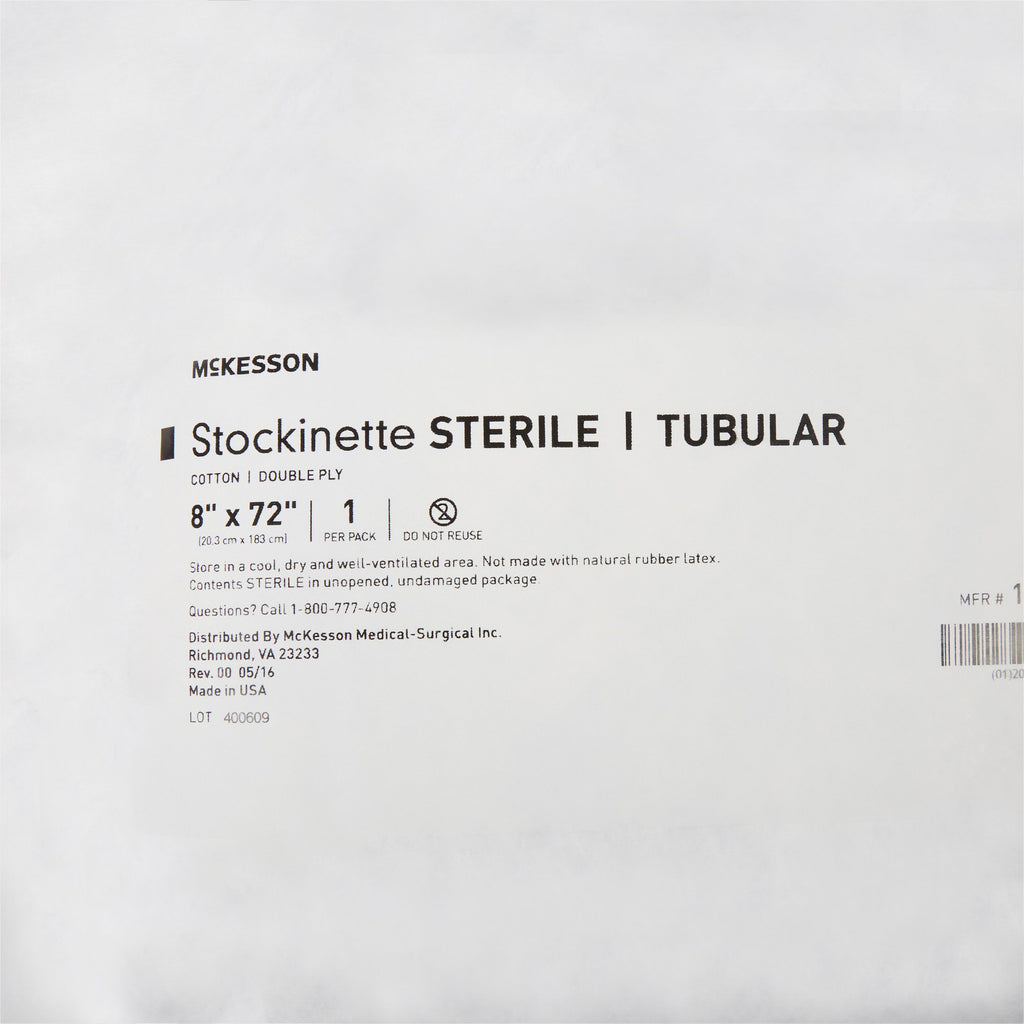 McKESSON
Stockinette STERILE | TUBULAR
COTTON | DOUBLE PLY
8" x 72"
(20.3 cm x 183 cm)
1
PER PACK
2
DO NOT REUSE
Store in a cool, dry and well-ventilated area. Not made with natural rubber latex.
Contents STERILE in unopened, undamaged package.
Questions? Call 1-800-777-4908
Distributed By McKesson Medical-Surgical Inc.
Richmond, VA 23233
Rev. 00 05/16
Made in USA
LOT 400609
MFR # 1
(01)20